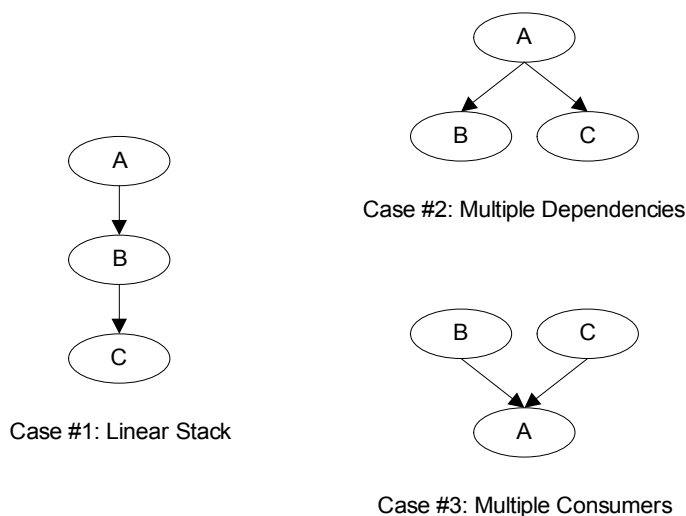 A
B
C
Case #1: Linear Stack
A
B C
Case #2: Multiple Dependencies
B C
A
Case #3: Multiple Consumers